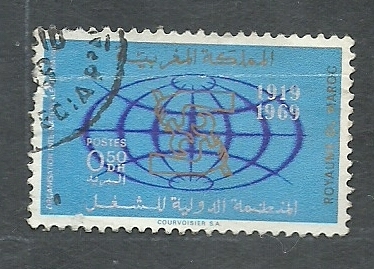 المملكة المغربية
1919
1969
POSTES
0.50
DH
البريد
ROYAUME DU MAROC
المنظمة الدولية للشغل
COURVOISIER S.A.